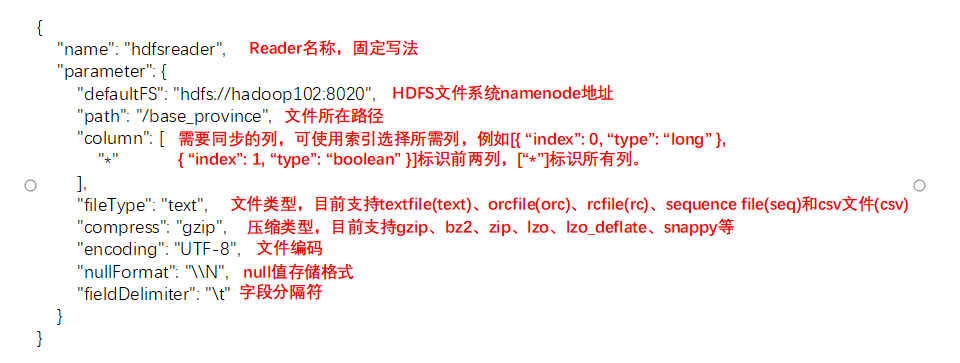 {
"name": "hdfsreader", Reader名称，固定写法
"parameter": {
"defaultFS": "hdfs://hadoop102:8020", HDFS文件系统namenode地址
"path": "/base_province", 文件所在路径
"column": [ 需要同步的列，可使用索引选择所需列，例如[{ “index”: 0, “type”: “long” },
"*" { “index”: 1, “type”: “boolean” }]标识前两列，[“*”]标识所有列。
],
"fileType": "text", 文件类型，目前支持textfile(text)、orcfile(orc)、rcfile(rc)、sequence file(seq)和csv文件(csv)
"compress": "gzip", 压缩类型，目前支持gzip、bz2、zip、lzo、lzo_deflate、snappy等
"encoding": "UTF-8", 文件编码
"nullFormat": "\\N", null值存储格式
"fieldDelimiter": "\t" 字段分隔符
}
}